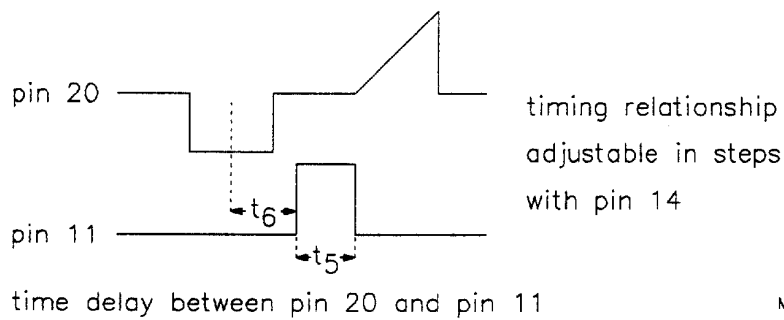 pin 20
timing relationship
adjustable in steps
with pin 14
t6
pin 11
t5
time delay between pin 20 and pin 11